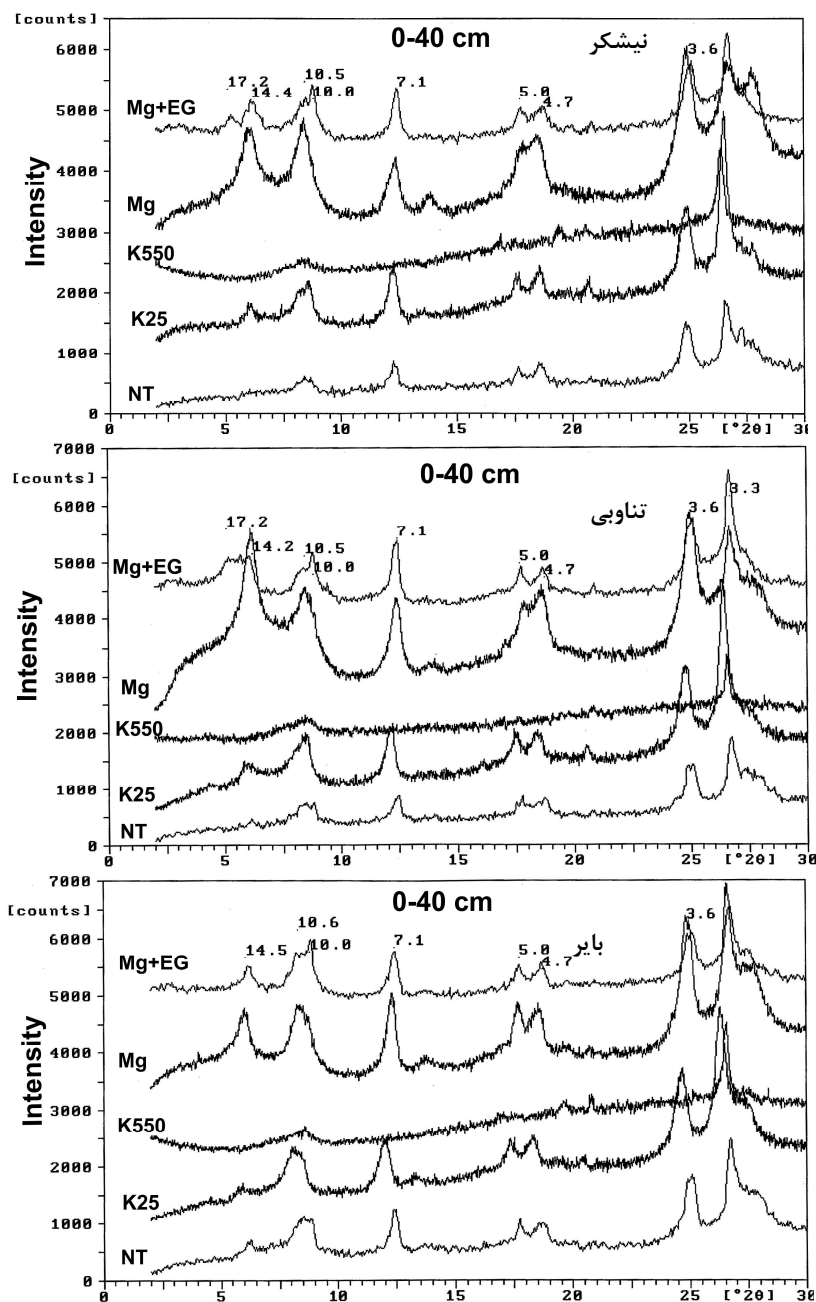 [counts]
0-40 cm
نیشکر
6000
5000
4000
3000
2000
1000
0
Intensity
17.2
14.4
10.5
10.0
7.1
5.0
4.7
3.6
Mg+EG
Mg
K550
K25
NT
0 5 10 15 20 25 [°2θ] 30
7000
[counts]
0-40 cm
تناوبی
6000
5000
4000
3000
2000
1000
0
Intensity
17.2
14.2
10.5
10.0
7.1
5.0
4.7
3.6
3.3
Mg+EG
Mg
K550
K25
NT
0 5 10 15 20 25 [°2θ] 30
7000
[counts]
0-40 cm
بایر
6000
5000
4000
3000
2000
1000
0
Intensity
14.5
10.6
10.0
7.1
5.0
4.7
3.6
Mg+EG
Mg
K550
K25
NT
0 5 10 15 20 25 [°2θ] 30